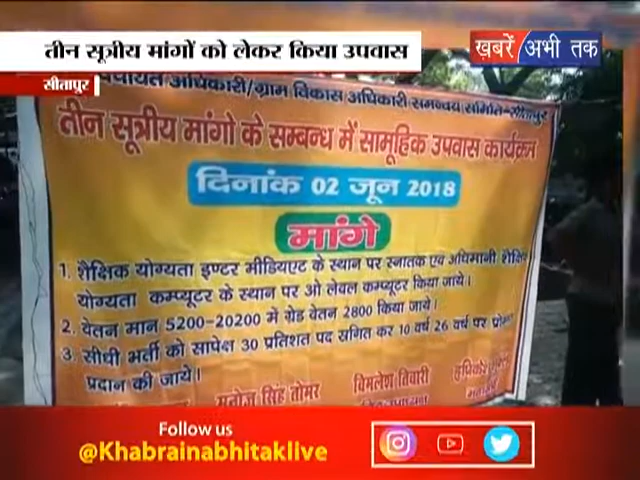 तीन सूत्रीय मांगों को लेकर किया उपवास
ख़बरें अभी तक
सीतापुर
अधिकारी/ग्राम विकास अधिकारी समन्वय समिति-सीतापुर
तीन सूत्रीय मांगो के सम्बन्ध में सामूहिक उपवास कार्यक्रम
दिनांक 02 जून 2018
मांगे
1. शैक्षिक योग्यता इण्टर मीडिएट के स्थान पर स्नातक एवं अधिमानी शैक्षि
योग्यता कम्प्यूटर के स्थान पर ओ लेवल कम्प्यूटर किया जाये।
2. वेतन मान 5200-20200 में ग्रेड वेतन 2800 किया जाये।
3. सीधी भर्ती को सापेक्ष 30 प्रतिशत पद सृजित कर 10 वर्ष 26 वर्ष पर
प्रदान की जाये।
मनोज सिंह तोमर विमलेश तिवारी
Follow us
@Khabrainabhitaklive